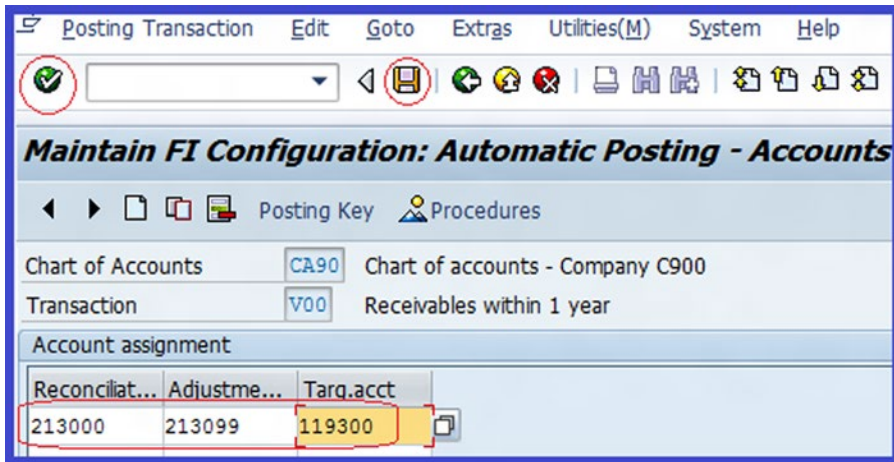 Posting Transaction Edit Goto Extras Utilities(M) System Help
Maintain FI Configuration: Automatic Posting - Accounts
Posting Key Procedures
Chart of Accounts CA90 Chart of accounts - Company C900
Transaction V00 Receivables within 1 year
Account assignment
Reconciliat... Adjustme... Targ.acct
213000 213099 119300